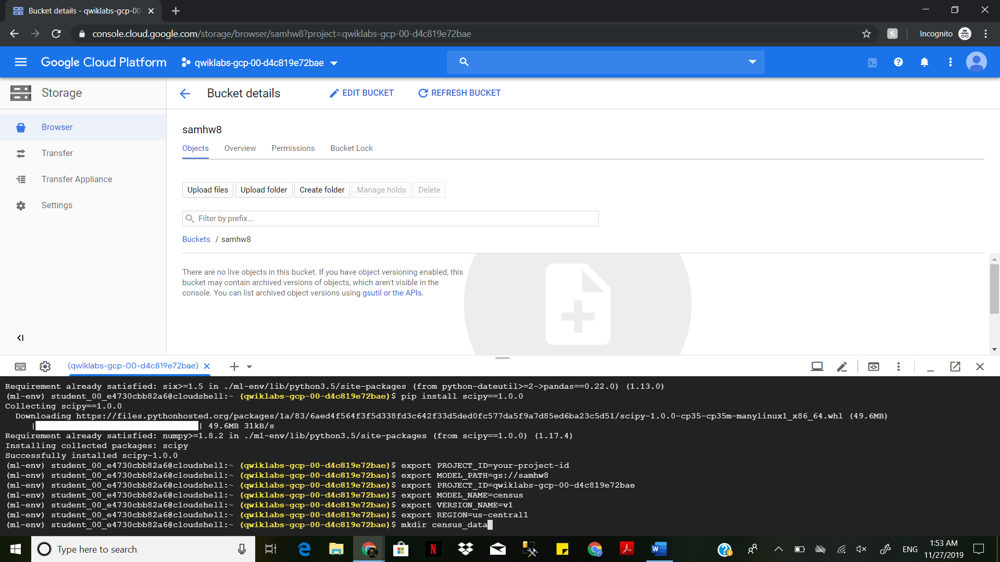 Bucket details - qwiklabs-gcp-00-
console.cloud.google.com/storage/browser/samhw8?project=qwiklabs-gcp-00-d4c819e72bae
Incognito
Google Cloud Platform
qwiklabs-gcp-00-d4c819e72bae
Storage
Bucket details
EDIT BUCKET
REFRESH BUCKET
Browser
Transfer
Transfer Appliance
Settings
samhw8
Objects
Overview
Permissions
Bucket Lock
Upload files
Upload folder
Create folder
Manage holds
Delete
Filter by prefix...
Buckets / samhw8
There are no live objects in this bucket. If you have object versioning enabled, this
bucket may contain archived versions of objects, which aren't visible in the
console. You can list archived object versions using gsutil or the APIs.
(qwiklabs-gcp-00-d4c819e72bae)
Requirement already satisfied: six>=1.5 in ./ml-env/lib/python3.5/site-packages (from python-dateutil>=2->pandas==0.22.0) (1.13.0)
(ml-env) student_00_e4730cbb82a6@cloudshell:~ (qwiklabs-gcp-00-d4c819e72bae)$ pip install scipy==1.0.0
Collecting scipy==1.0.0
Downloading https://files.pythonhosted.org/packages/1a/83/6aed4f564f3f5d338fd3c642f33d5ded0fc577da5f9a7d85ed6ba23c5d51/scipy-1.0.0-cp35-cp35m-manylinux1_x86_64.whl (49.6MB)
|████████████████████████████████| 49.6MB 31kB/s
Requirement already satisfied: numpy>=1.8.2 in ./ml-env/lib/python3.5/site-packages (from scipy==1.0.0) (1.17.4)
Installing collected packages: scipy
Successfully installed scipy-1.0.0
(ml-env) student_00_e4730cbb82a6@cloudshell:~ (qwiklabs-gcp-00-d4c819e72bae)$ export PROJECT_ID=your-project-id
(ml-env) student_00_e4730cbb82a6@cloudshell:~ (qwiklabs-gcp-00-d4c819e72bae)$ export MODEL_PATH=gs://samhw8
(ml-env) student_00_e4730cbb82a6@cloudshell:~ (qwiklabs-gcp-00-d4c819e72bae)$ export PROJECT_ID=qwiklabs-gcp-00-d4c819e72bae
(ml-env) student_00_e4730cbb82a6@cloudshell:~ (qwiklabs-gcp-00-d4c819e72bae)$ export MODEL_NAME=census
(ml-env) student_00_e4730cbb82a6@cloudshell:~ (qwiklabs-gcp-00-d4c819e72bae)$ export VERSION_NAME=v1
(ml-env) student_00_e4730cbb82a6@cloudshell:~ (qwiklabs-gcp-00-d4c819e72bae)$ export REGION=us-central1
(ml-env) student_00_e4730cbb82a6@cloudshell:~ (qwiklabs-gcp-00-d4c819e72bae)$ mkdir census_data
Type here to search
ENG
1:53 AM
11/27/2019